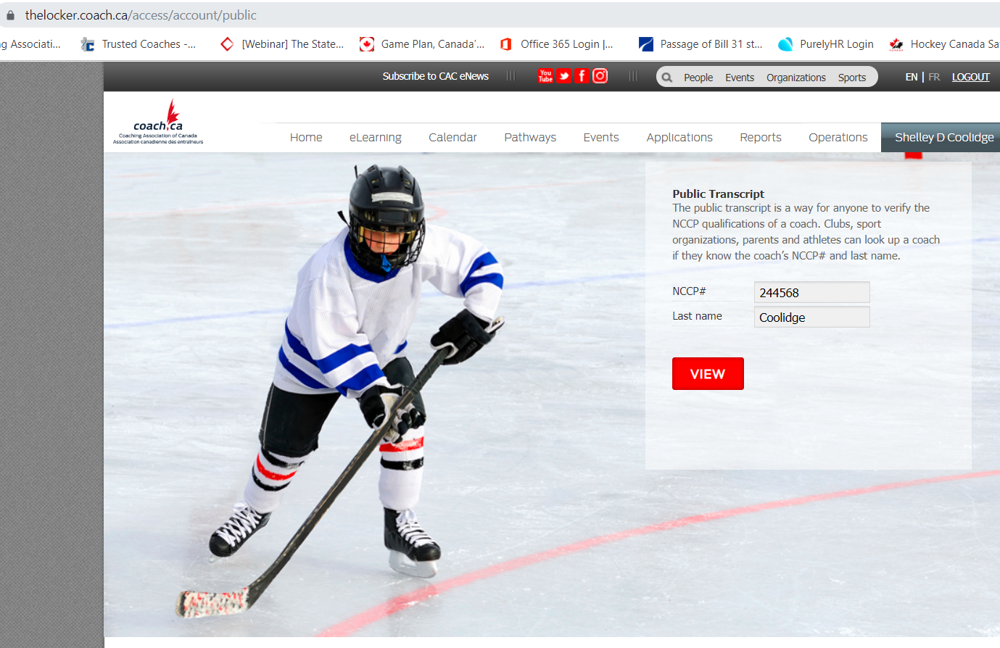 thelocker.coach.ca/access/account/public
g Associati... Trusted Coaches -... [Webinar] The State... Game Plan, Canada'... Office 365 Login |... Passage of Bill 31 st... PurelyHR Login Hockey Canada Sa
Subscribe to CAC eNews You Tube People Events Organizations Sports EN | FR LOGOUT
coach.ca
Coaching Association of Canada
Association canadienne des entraîneurs
Home eLearning Calendar Pathways Events Applications Reports Operations Shelley D Coolidge
Public Transcript
The public transcript is a way for anyone to verify the
NCCP qualifications of a coach. Clubs, sport
organizations, parents and athletes can look up a coach
if they know the coach's NCCP# and last name.
NCCP# 244568
Last name Coolidge
VIEW